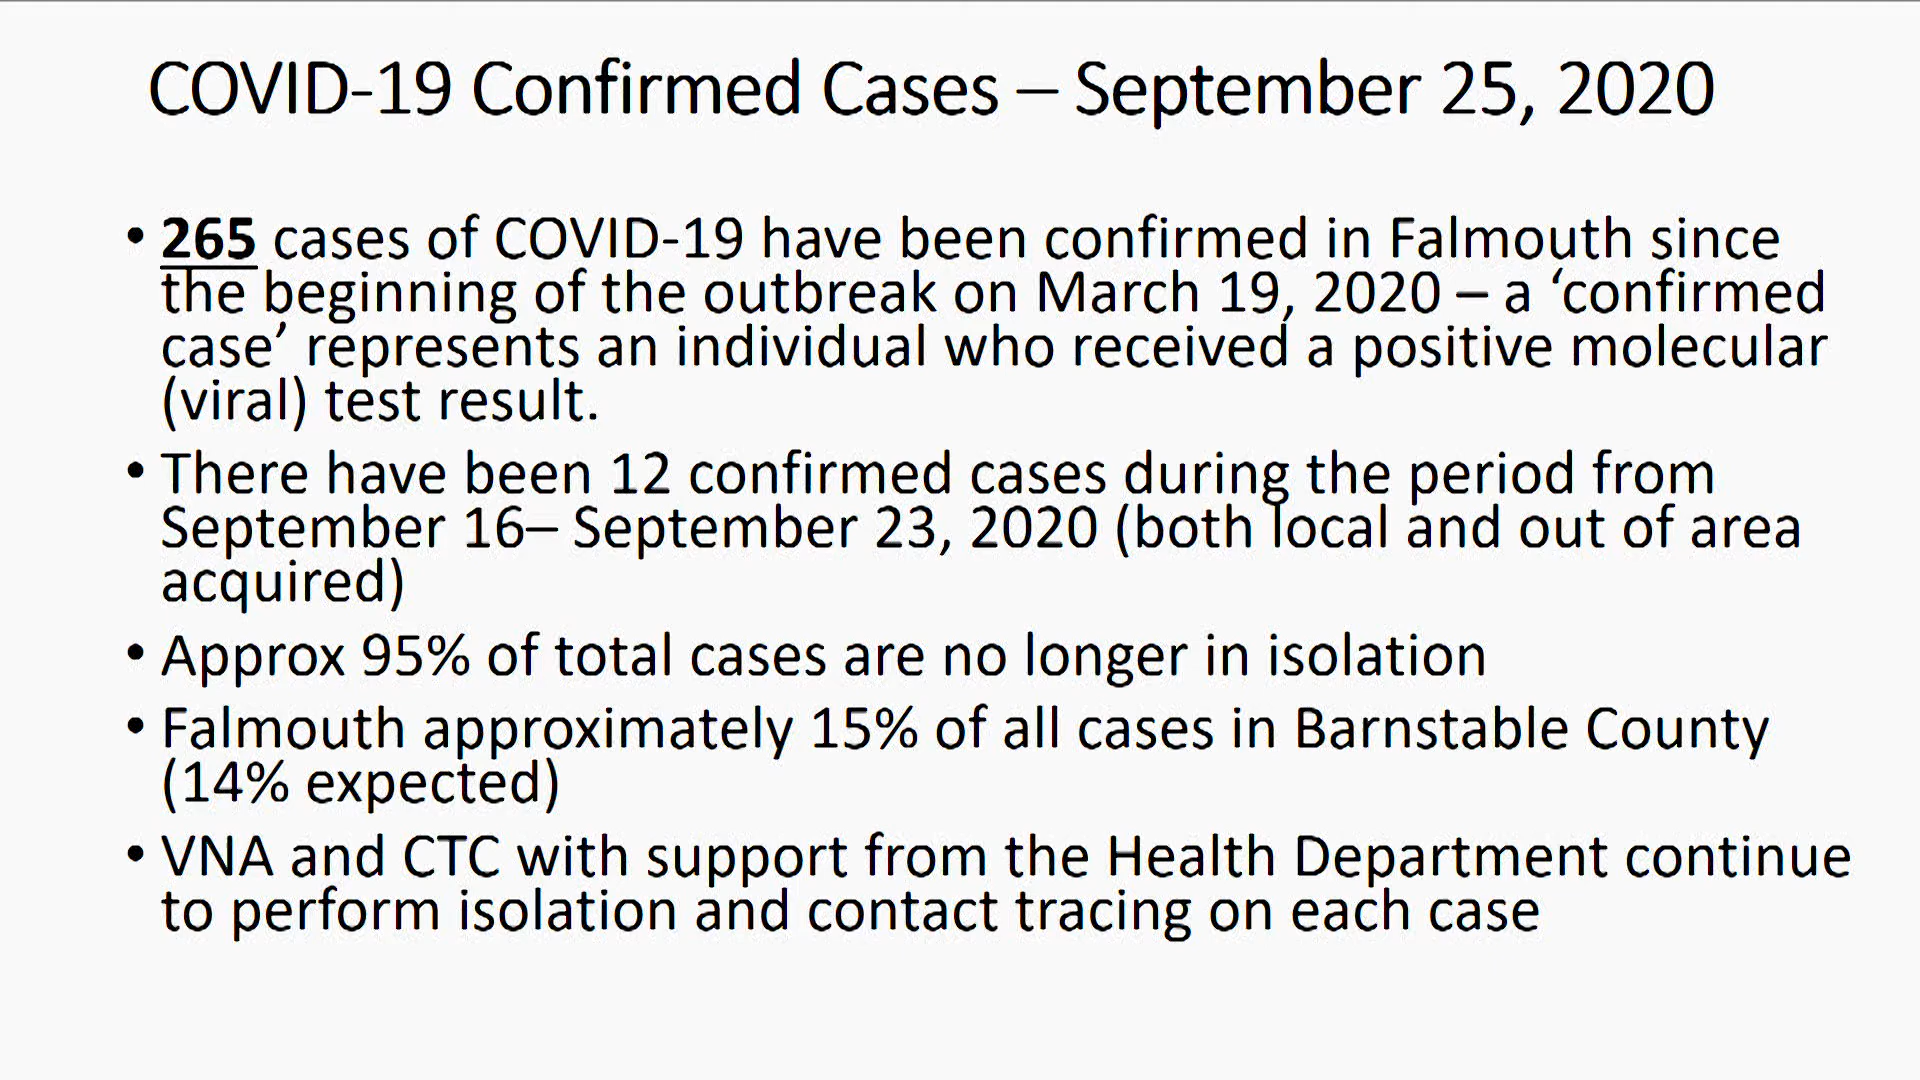 COVID-19 Confirmed Cases – September 25, 2020
• 265 cases of COVID-19 have been confirmed in Falmouth since
the beginning of the outbreak on March 19, 2020 – a ‘confirmed
case’ represents an individual who received a positive molecular
(viral) test result.
• There have been 12 confirmed cases during the period from
September 16– September 23, 2020 (both local and out of area
acquired)
• Approx 95% of total cases are no longer in isolation
• Falmouth approximately 15% of all cases in Barnstable County
(14% expected)
• VNA and CTC with support from the Health Department continue
to perform isolation and contact tracing on each case